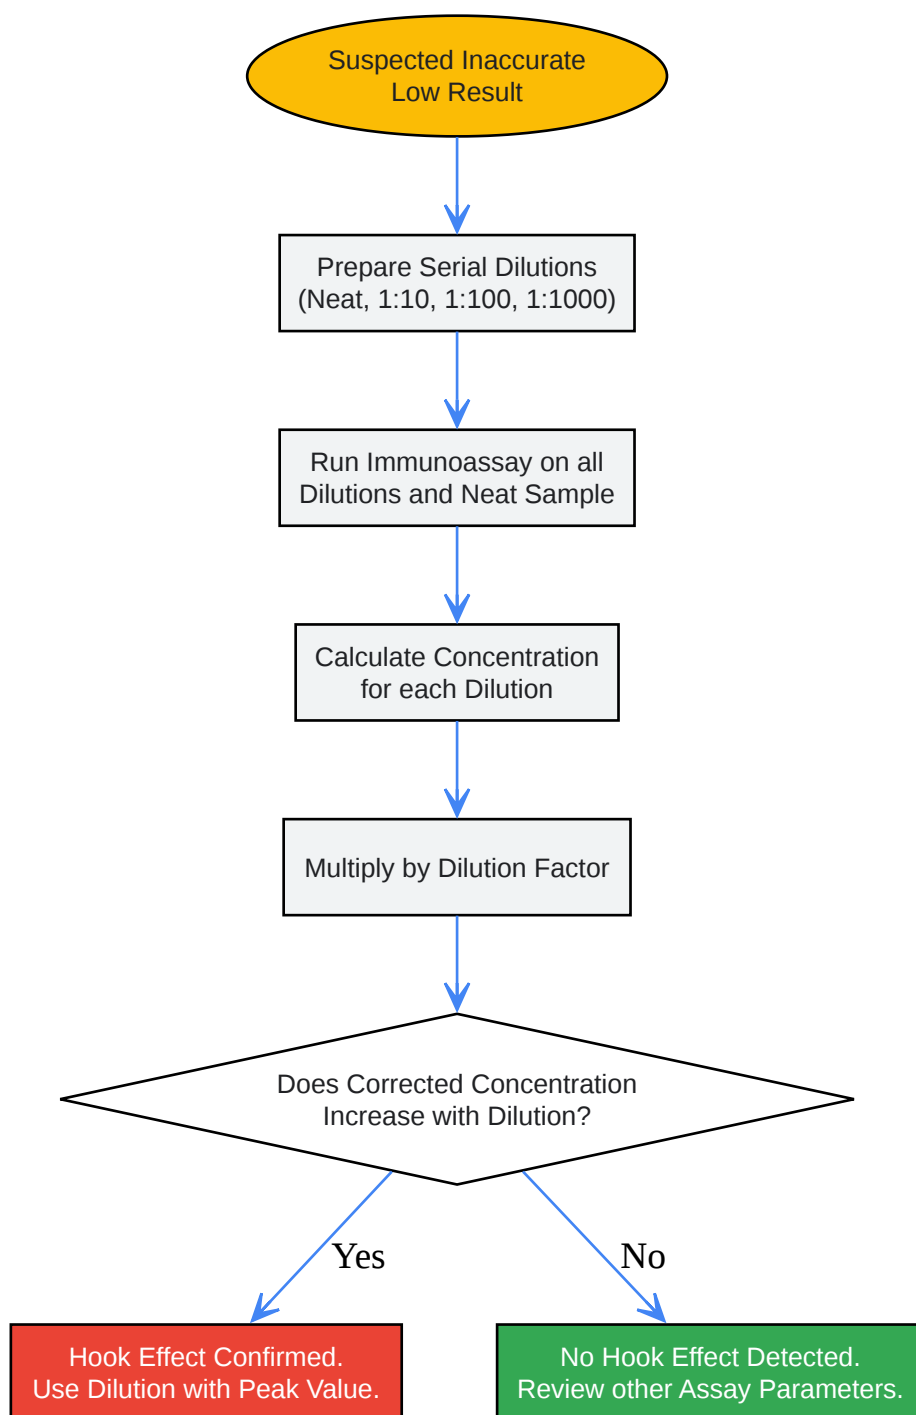 Suspected Inaccurate
Low Result
Prepare Serial Dilutions
(Neat, 1:10, 1:100, 1:1000)
Run Immunoassay on all
Dilutions and Neat Sample
Calculate Concentration
for each Dilution
Multiply by Dilution Factor
Does Corrected Concentration
Increase with Dilution?
Yes
No
Hook Effect Confirmed.
Use Dilution with Peak Value.
No Hook Effect Detected.
Review other Assay Parameters.